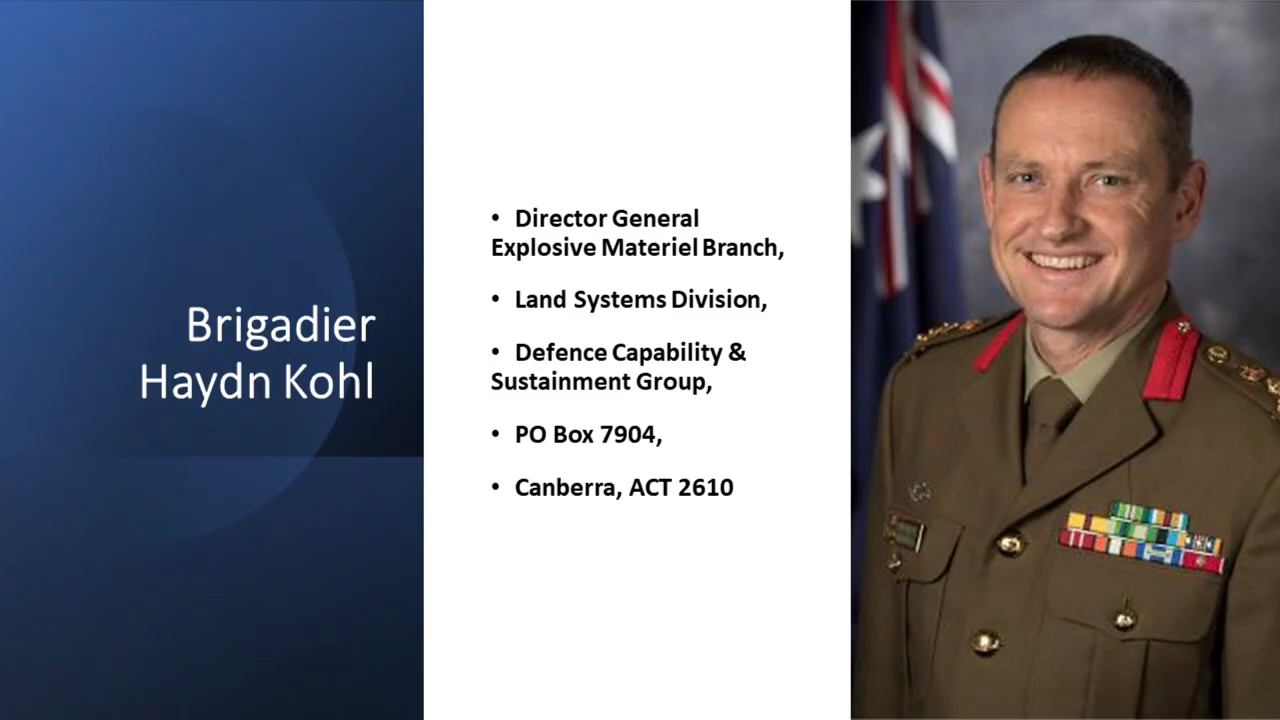 Brigadier
Haydn Kohl
• Director General
Explosive Materiel Branch,
• Land Systems Division,
• Defence Capability &
Sustainment Group,
• PO Box 7904,
• Canberra, ACT 2610